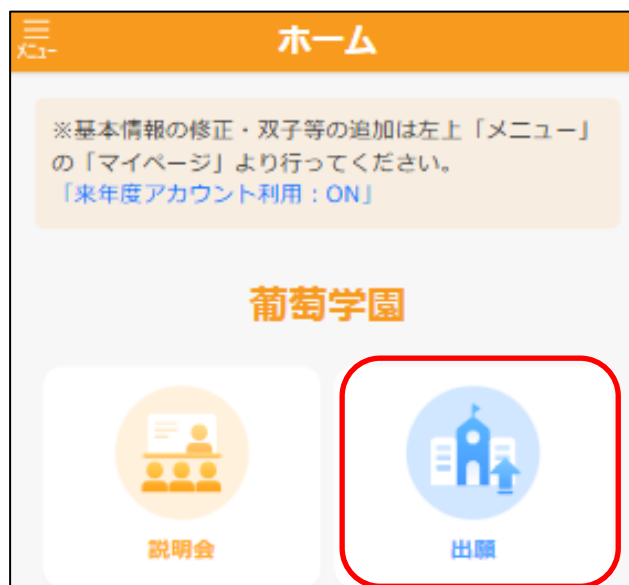 ホーム
メニュー
※基本情報の修正・双子等の追加は左上「メニュー」
の「マイページ」より行ってください。
「来年度アカウント利用：ON」
葡萄学園
説明会
出願